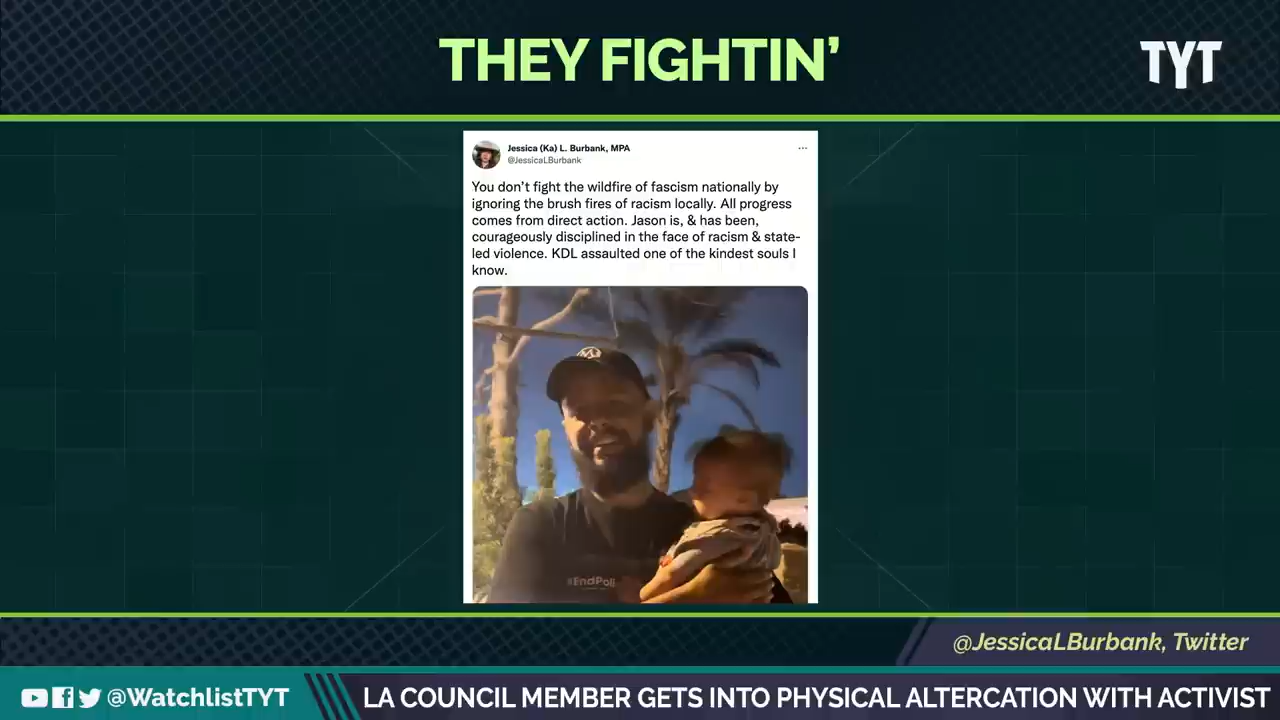 THEY FIGHTIN’
TYT
Jessica (Ka) L. Burbank, MPA
@JessicaLBurbank
You don’t fight the wildfire of fascism nationally by
ignoring the brush fires of racism locally. All progress
comes from direct action. Jason is, & has been,
courageously disciplined in the face of racism & state-
led violence. KDL assaulted one of the kindest souls I
know.
#EndPoli
@JessicaLBurbank, Twitter
@WatchlistTYT
LA COUNCIL MEMBER GETS INTO PHYSICAL ALTERCATION WITH ACTIVIST